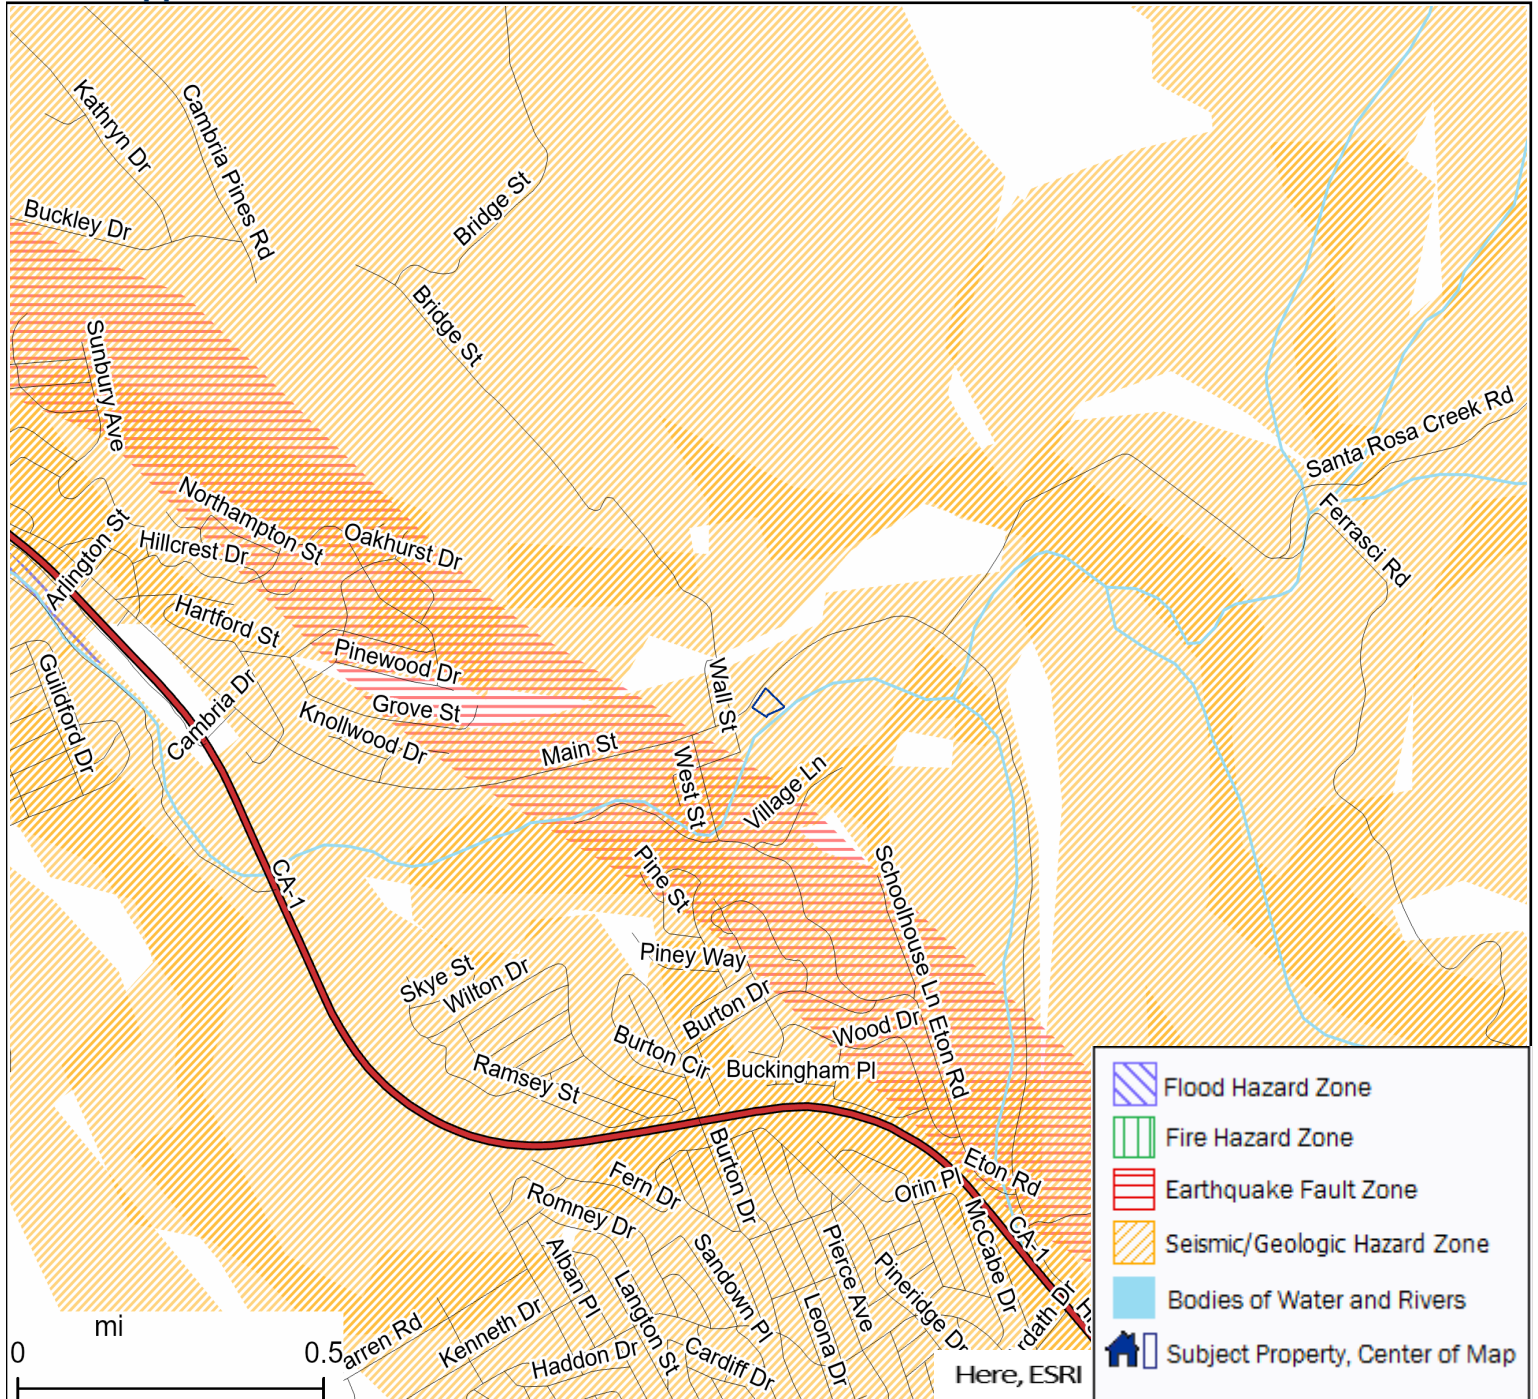 Kathryn Dr
Cambria Pines Rd
Buckley Dr
Bridge St
Bridge St
Sunbury Ave
Santa Rosa Creek Rd
Northampton St
Oakhurst Dr
Hillcrest Dr
Arlington St
Ferrasci Rd
Hartford St
Pinewood Dr
Guildford Dr
Cambria Dr
Grove St
Knollwood Dr
Wall St
Main St
West St
Village Ln
CA-1
Pine St
Schoolhouse Ln
Piney Way
Skye St
Wilton Dr
Burton Dr
Wood Dr
Eton Rd
Burton Cir
Buckingham Pl
Ramsey St
Burton Dr
Fern Dr
Orin Pl
Eton Rd
Romney Dr
McCabe Dr
CA-1
Alban Pl
Sandown Pl
Pierce Ave
Pineridge Dr
Langton St
Leona Dr
rdath Dr
arren Rd
Kenneth Dr
Haddon Dr
Cardiff Dr
mi
0 0.5
Here, ESRI
Flood Hazard Zone
Fire Hazard Zone
Earthquake Fault Zone
Seismic/Geologic Hazard Zone
Bodies of Water and Rivers
Subject Property, Center of Map